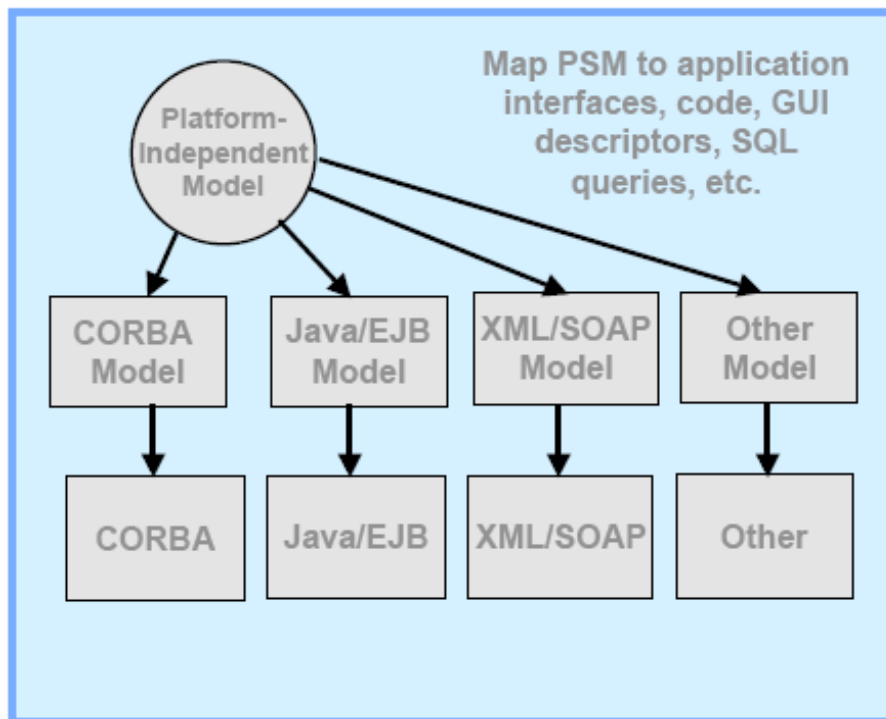 Map PSM to application
interfaces, code, GUI
descriptors, SQL
queries, etc.
Platform-
Independent
Model
CORBA
Model
Java/EJB
Model
XML/SOAP
Model
Other
Model
CORBA
Java/EJB
XML/SOAP
Other